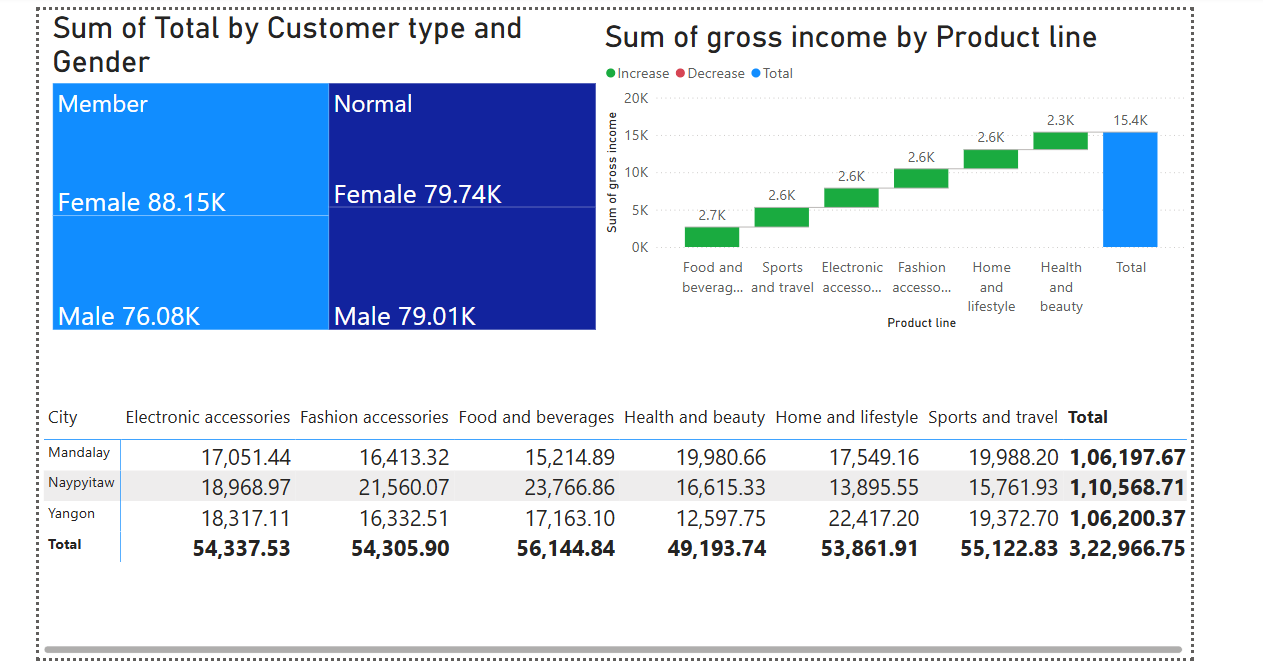 Sum of Total by Customer type and
Gender
Member
Female 88.15K
Male 76.08K
Normal
Female 79.74K
Male 79.01K
Sum of gross income by Product line
Increase Decrease Total
Sum of gross income
20K
15K
10K
5K
0K
2.7K
2.6K
2.6K
2.6K
2.6K
2.3K
15.4K
Food and
beverag...
Sports
and travel
Electronic
accesso...
Fashion
accesso...
Home
and
lifestyle
Health
and
beauty
Total
Product line
City Electronic accessories Fashion accessories Food and beverages Health and beauty Home and lifestyle Sports and travel Total
Mandalay 17,051.44 16,413.32 15,214.89 19,980.66 17,549.16 19,988.20 1,06,197.67
Naypyitaw 18,968.97 21,560.07 23,766.86 16,615.33 13,895.55 15,761.93 1,10,568.71
Yangon 18,317.11 16,332.51 17,163.10 12,597.75 22,417.20 19,372.70 1,06,200.37
Total 54,337.53 54,305.90 56,144.84 49,193.74 53,861.91 55,122.83 3,22,966.75